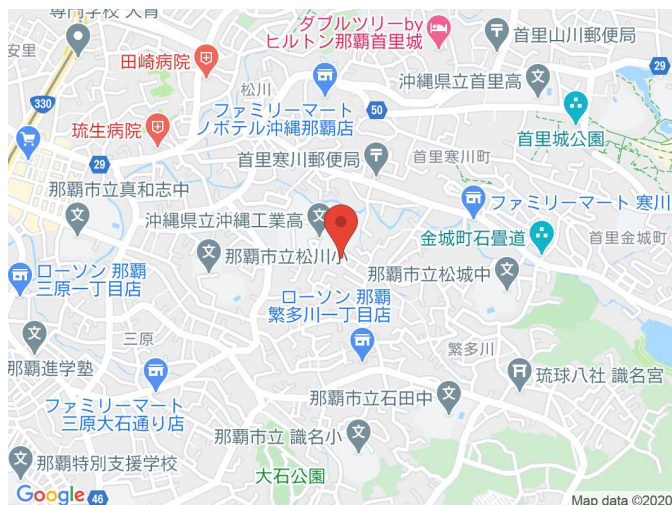 専門学校 大育
安里
330
田崎病院
松川
ダブルツリーby
ヒルトン那覇首里城
首里山川郵便局
沖縄県立首里高
29
ファミリーマート
ノボテル沖縄那覇店
50
琉生病院
首里城公園
29
首里寒川郵便局
首里寒川町
那覇市立真和志中
ファミリーマート 寒川
沖縄県立沖縄工業高
金城町石畳道
首里金城町
ローソン 那覇
三原一丁目店
那覇市立松川小
那覇市立松城中
ローソン 那覇
繁多川一丁目店
三原
繁多川
那覇進学塾
琉球八社 識名宮
ファミリーマート
三原大石通り店
那覇市立石田中
那覇市立 識名小
那覇特別支援学校
大石公園
Google
46
Map data ©2020